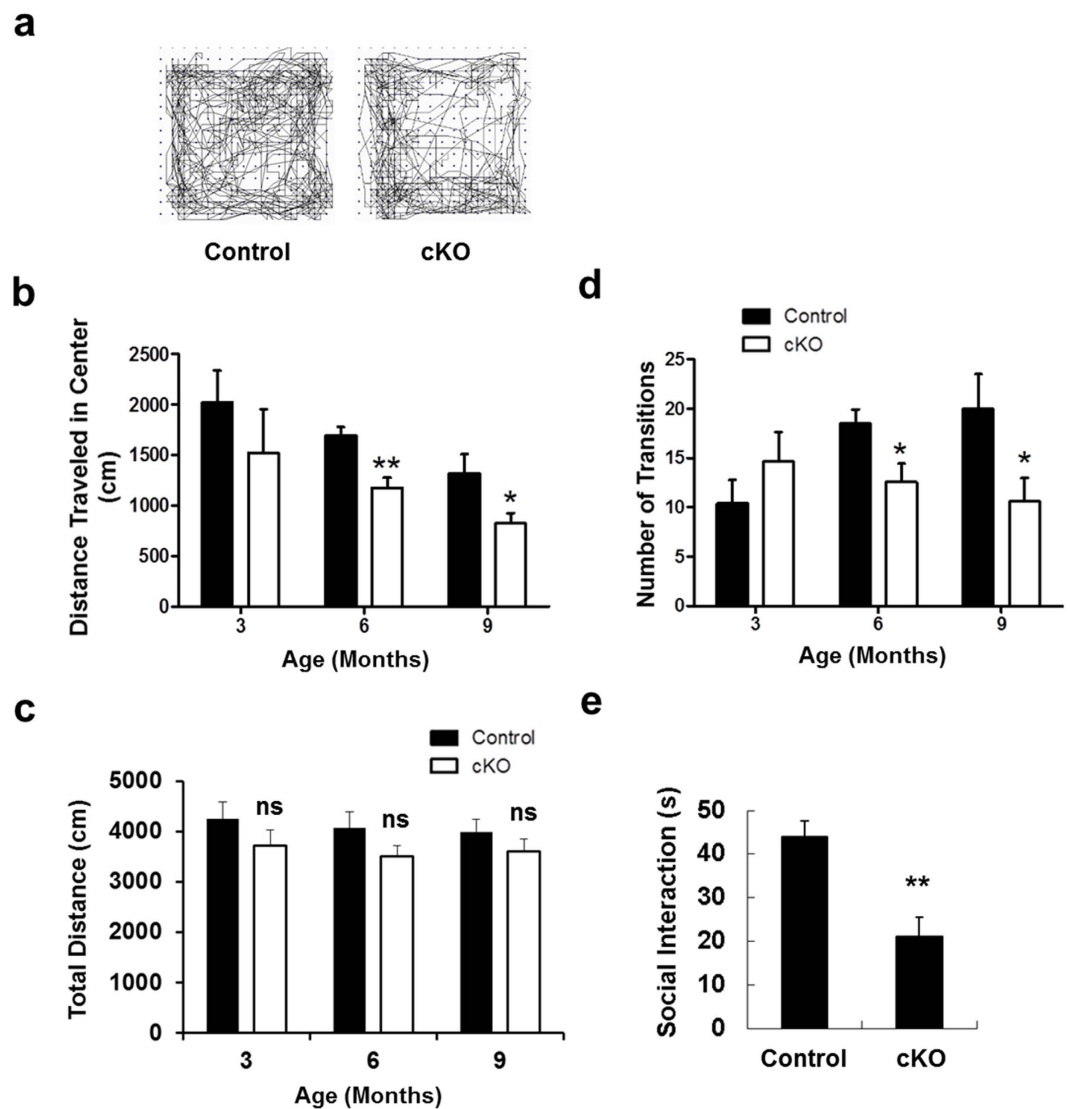 a
Control
cKO
b
Distance Traveled in Center
(cm)
2500
2000
1500
1000
500
0
**
*
3
6
9
Age (Months)
d
Control
cKO
Number of Transitions
25
20
15
10
5
0
*
*
3
6
9
Age (Months)
c
Control
cKO
Total Distance (cm)
5000
4000
3000
2000
1000
0
ns
ns
ns
3
6
9
Age (Months)
e
Social Interaction (s)
50
40
30
20
10
0
**
Control
cKO